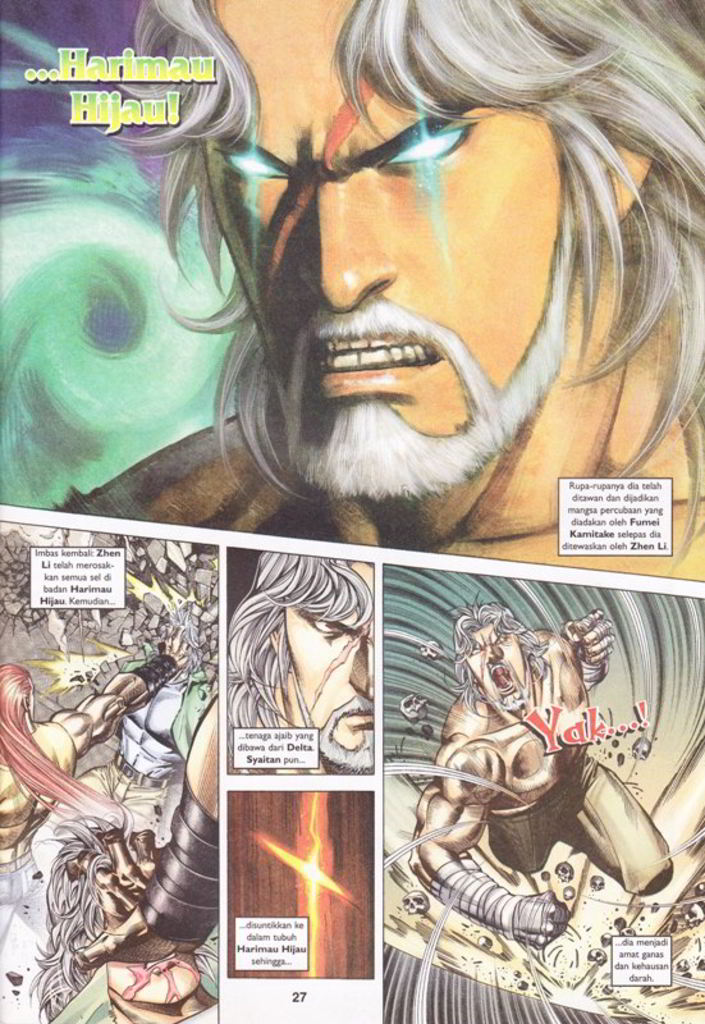 ...Harimau
Hijau!
Rupa-rupanya dia telah
ditawan dan dijadikan
mangsa percubaan yang
diadakan oleh Fumei
Kamitake selepas dia
ditewaskan oleh Zhen Li.
Imbas kembali: Zhen
Li telah merosak-
kan semua sel di
badan Harimau
Hijau. Kemudian...
...tenaga ajaib yang
dibawa dari Delta.
Syaitan pun...
...disuntikkan ke
dalam tubuh
Harimau Hijau
sehingga...
Yak...!
...dia menjadi
amat ganas
dan kehausan
darah.
27